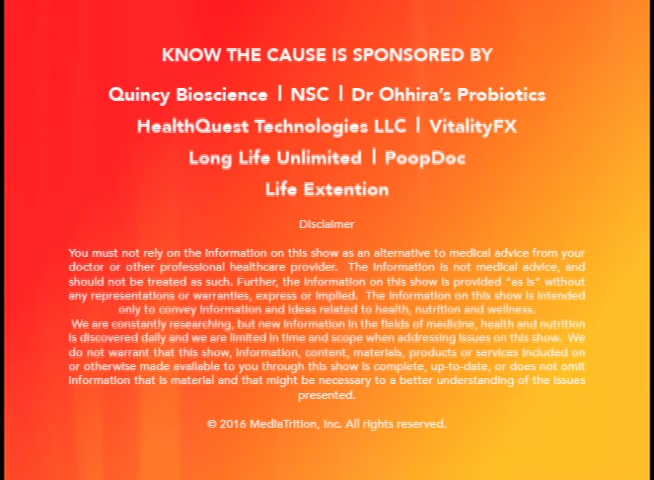 KNOW THE CAUSE IS SPONSORED BY
Quincy Bioscience | NSC | Dr Ohhira's Probiotics
HealthQuest Technologies LLC | VitalityFX
Long Life Unlimited | PoopDoc
Life Extention
Disclaimer
You must not rely on the information on this show as an alternative to medical advice from your
doctor or other professional healthcare provider. The information is not medical advice, and
should not be treated as such. Further, the information on this show is provided "as is" without
any representations or warranties, express or implied. The information on this show is intended
only to convey information and ideas related to health, nutrition and wellness.
We are constantly researching, but new information in the fields of medicine, health and nutrition
is discovered daily and we are limited in time and scope when addressing issues on this show. We
do not warrant that this show, information, content, materials, products or services included on
or otherwise made available to you through this show is complete, up-to-date, or does not omit
information that is material and that might be necessary to a better understanding of the issues
presented.
© 2016 MediaTrition, Inc. All rights reserved.